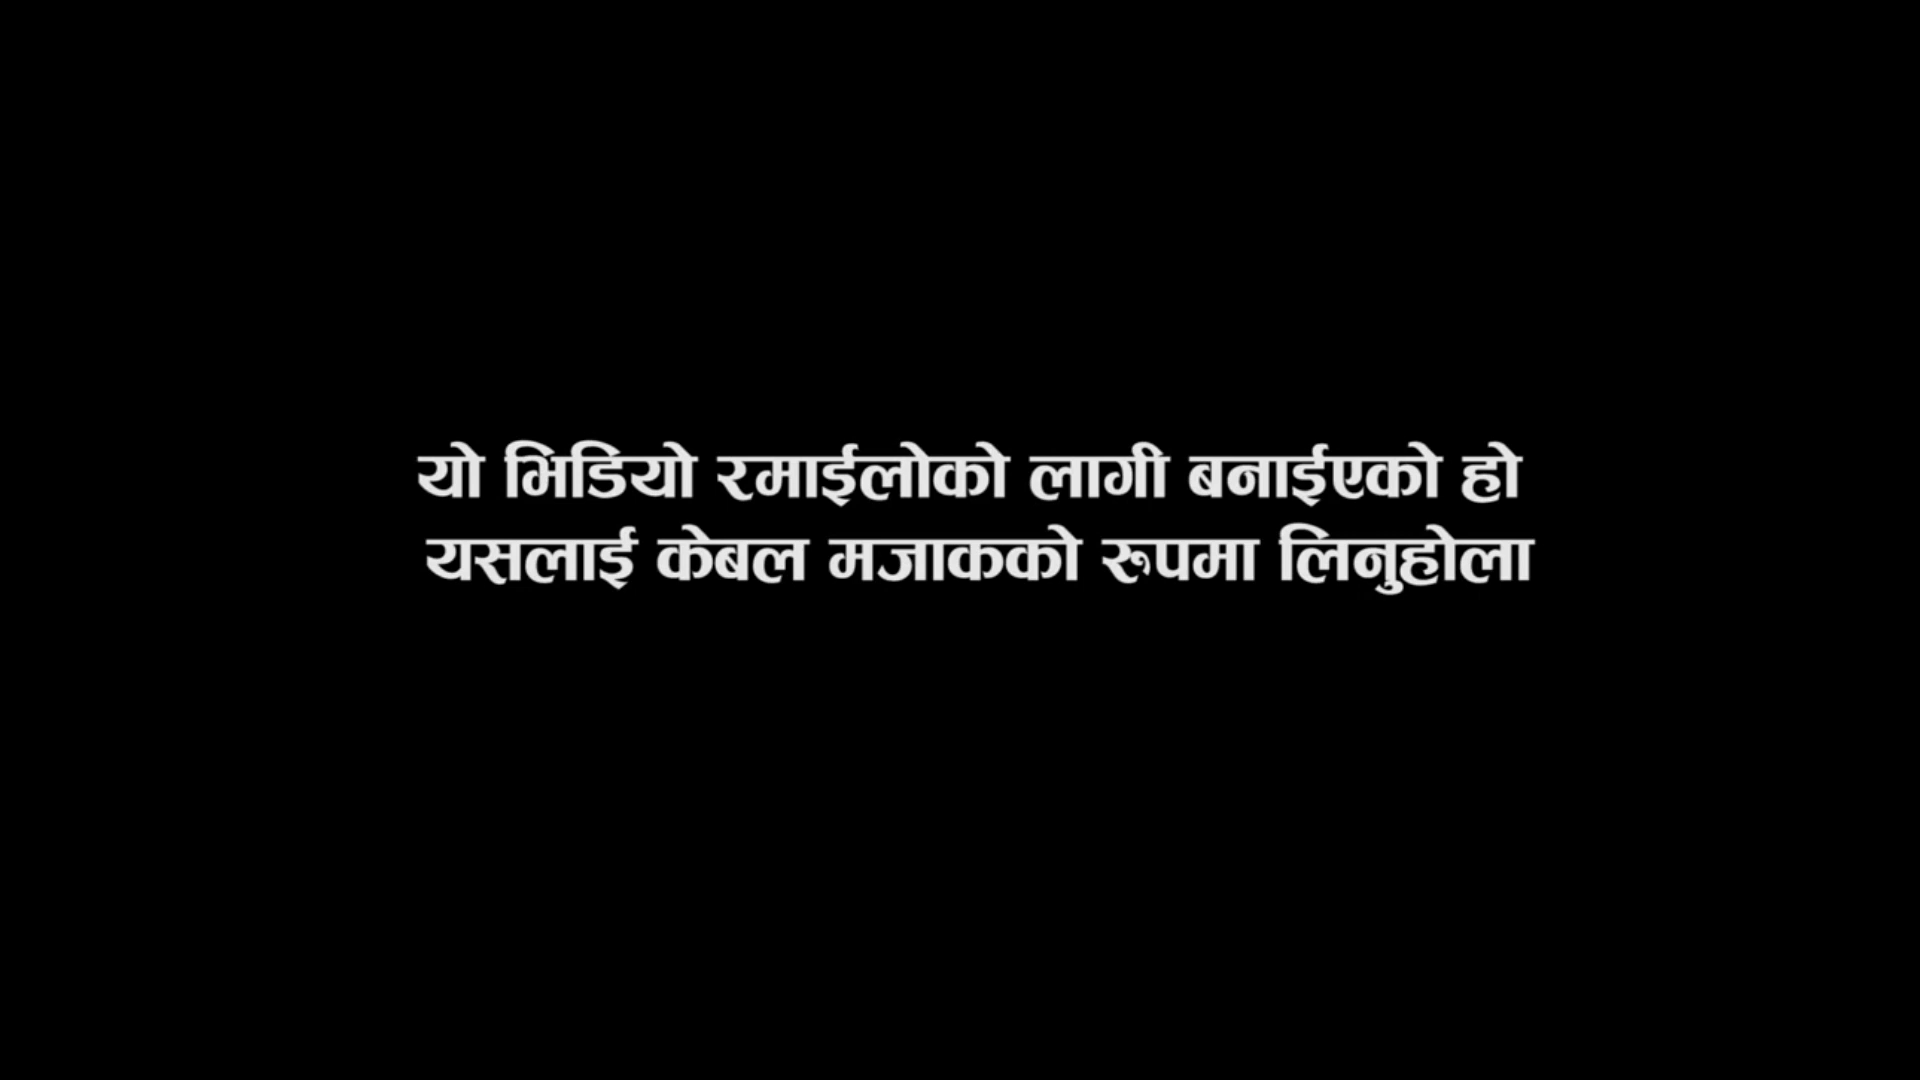 यो भिडियो रमाईलोको लागी बनाईएको हो
यसलाई केबल मजाकको रुपमा लिनुहोला